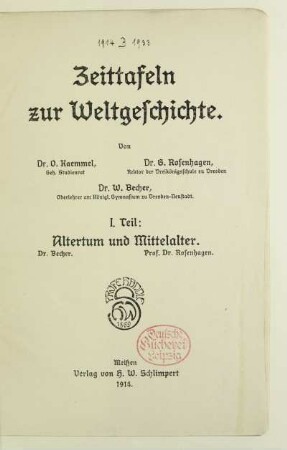 1914 J 1933
Zeittafeln
zur Weltgeschichte.
Von
Dr. O. Kaemmel,
Geh. Studienrat
Dr. G. Rosenhagen,
Rektor der Dreikönigschule zu Dresden
Dr. W. Becher,
Oberlehrer am Königl. Gymnasium zu Dresden-Neustadt.
I. Teil:
Altertum und Mittelalter.
Dr. Becher.
Prof. Dr. Rosenhagen.
1882
Deutsche
Bücherei
Leipzig
Meißen
Verlag von H. W. Schlimpert
1914.